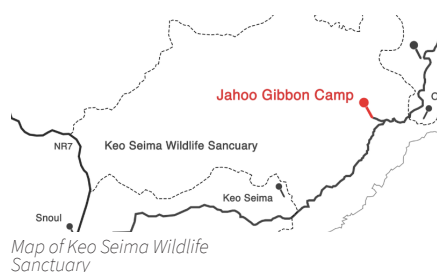 Jahoo Gibbon Camp
NR7
Keo Seima Wildlife Sancuary
Keo Seima
Snoul
Map of Keo Seima Wildlife
Sanctuary